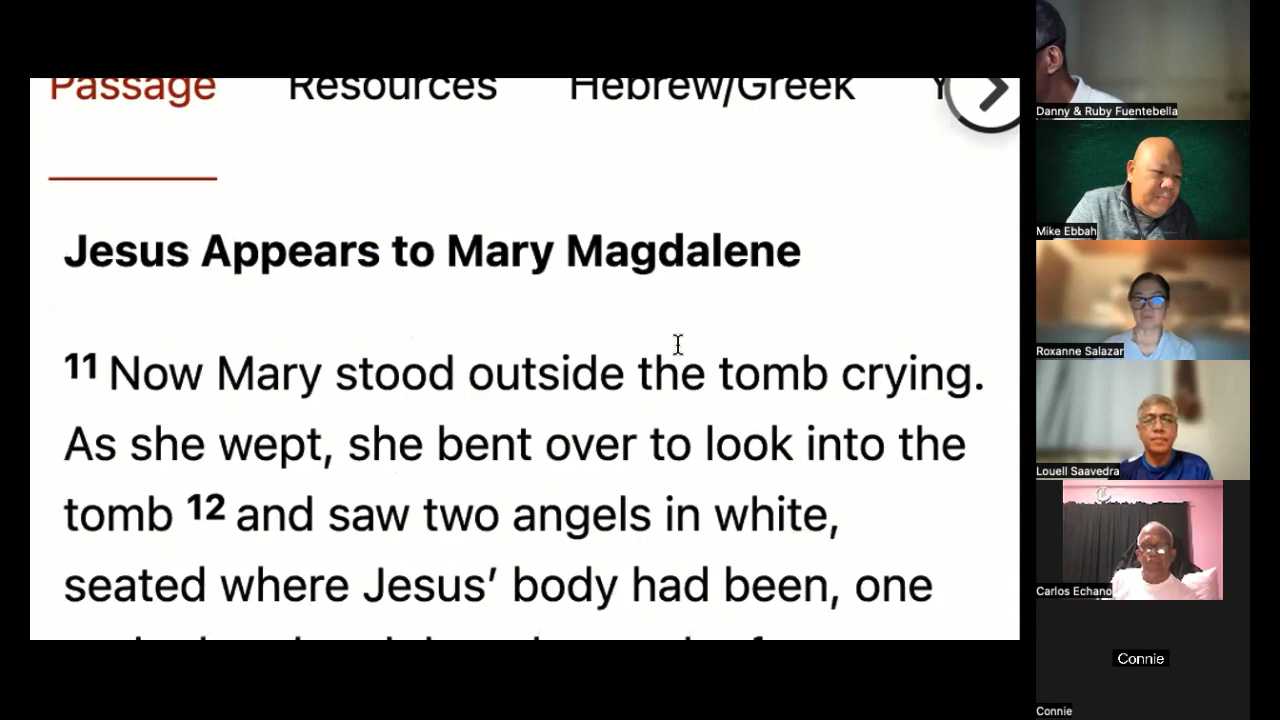 Passage Resources Hebrew/Greek
Jesus Appears to Mary Magdalene
11 Now Mary stood outside the tomb crying.
As she wept, she bent over to look into the
tomb 12 and saw two angels in white,
seated where Jesus’ body had been, one
Danny & Ruby Fuentebella
Mike Ebbah
Roxanne Salazar
Louell Saavedra
Carlos Echano
Connie
Connie